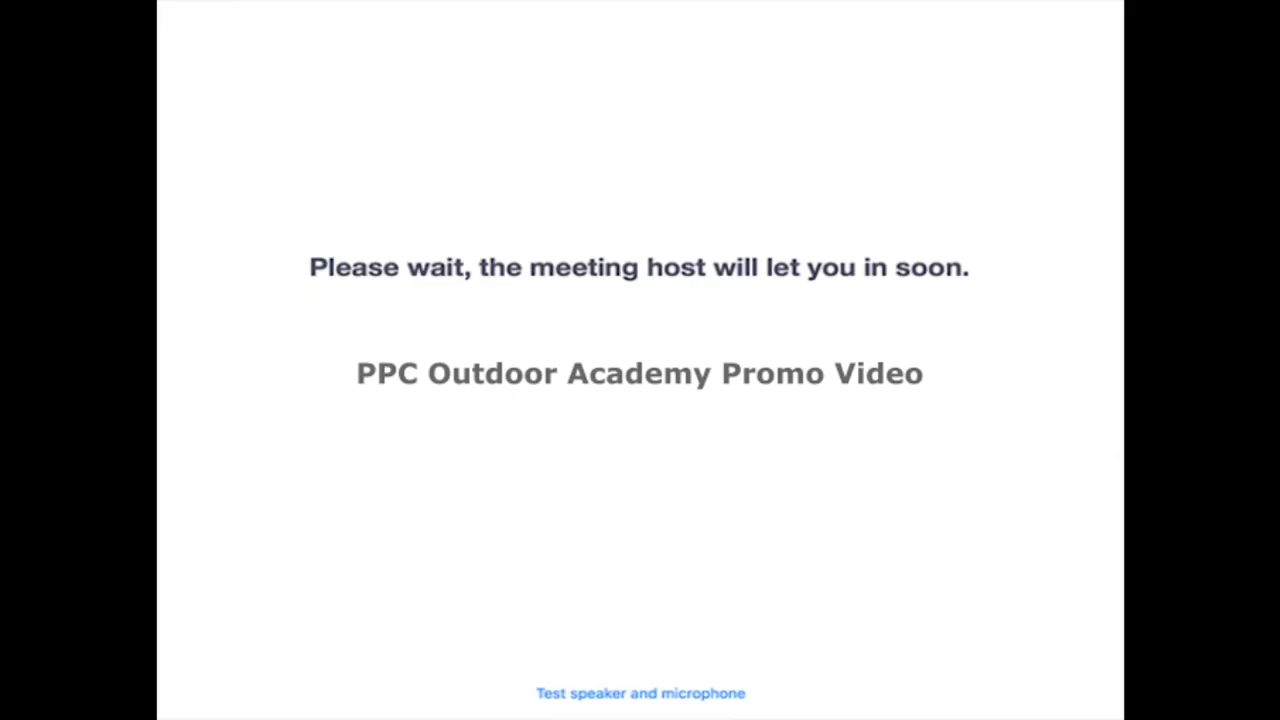 Please wait, the meeting host will let you in soon.
PPC Outdoor Academy Promo Video
Test speaker and microphone